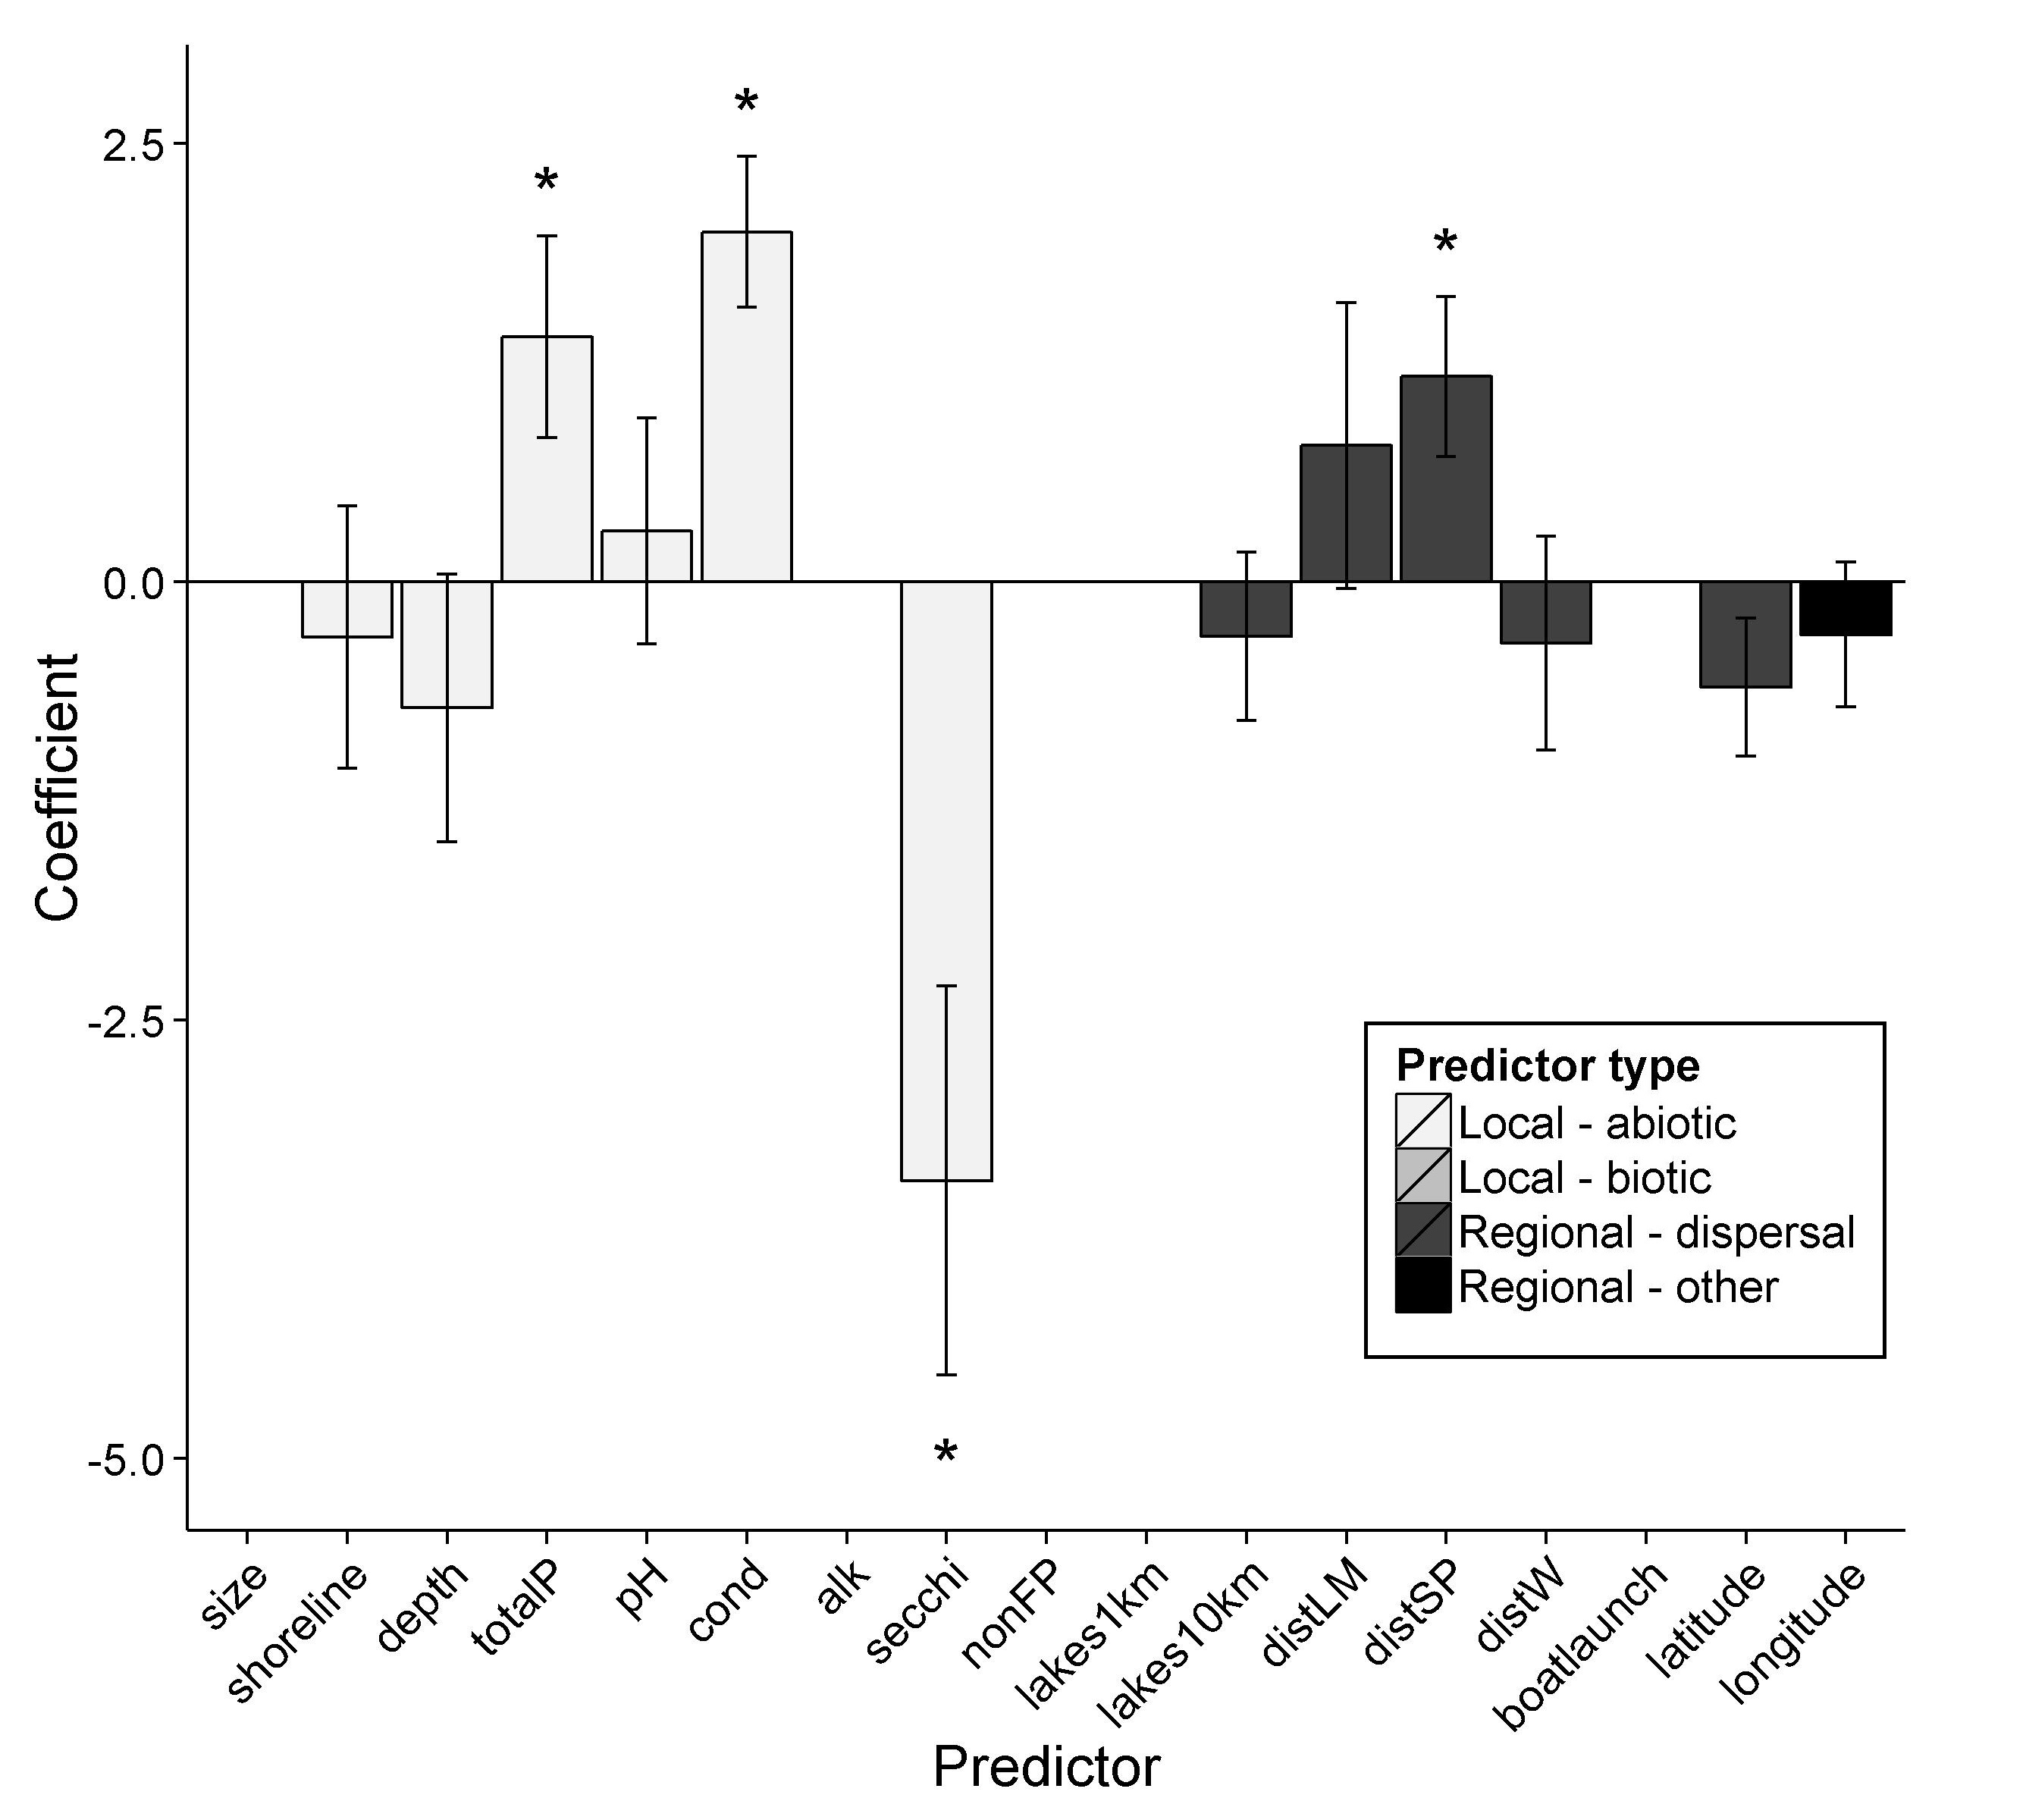 *
*
*
*
2.5
0.0
-2.5
-5.0
Coefficient
Predictor type
Local - abiotic
Local - biotic
Regional - dispersal
Regional - other
size
shoreline
depth
totalP
pH
cond
alk
secchi
nonFP
lakes1km
lakes10km
distLM
distSP
distW
boatlaunch
latitude
longitude
Predictor